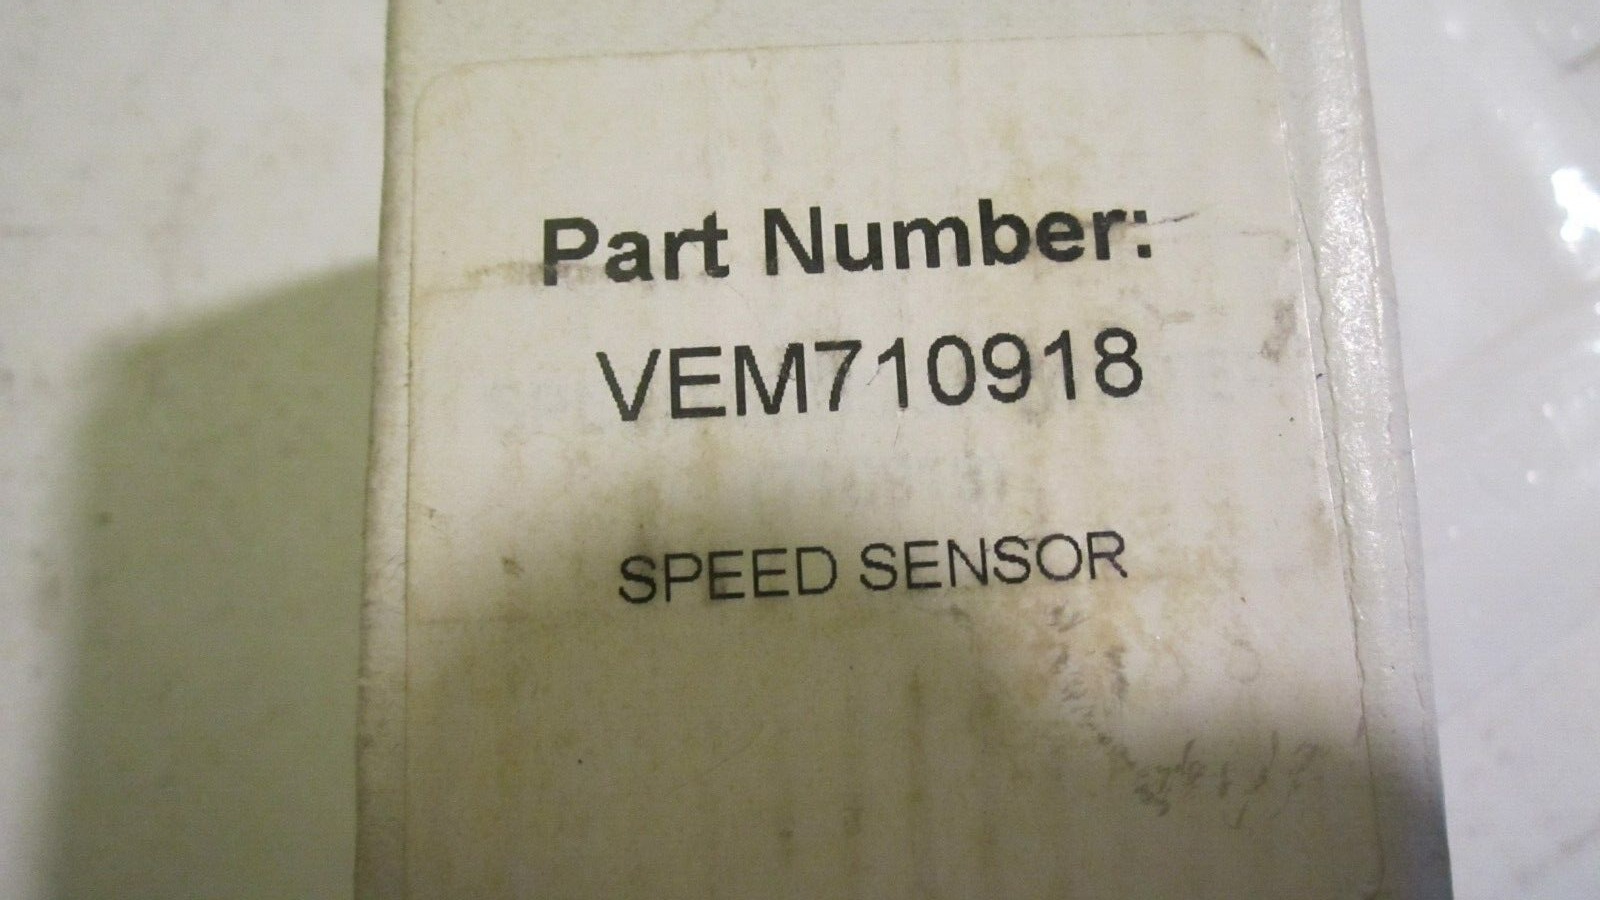 Part Number:
VEM710918
SPEED SENSOR